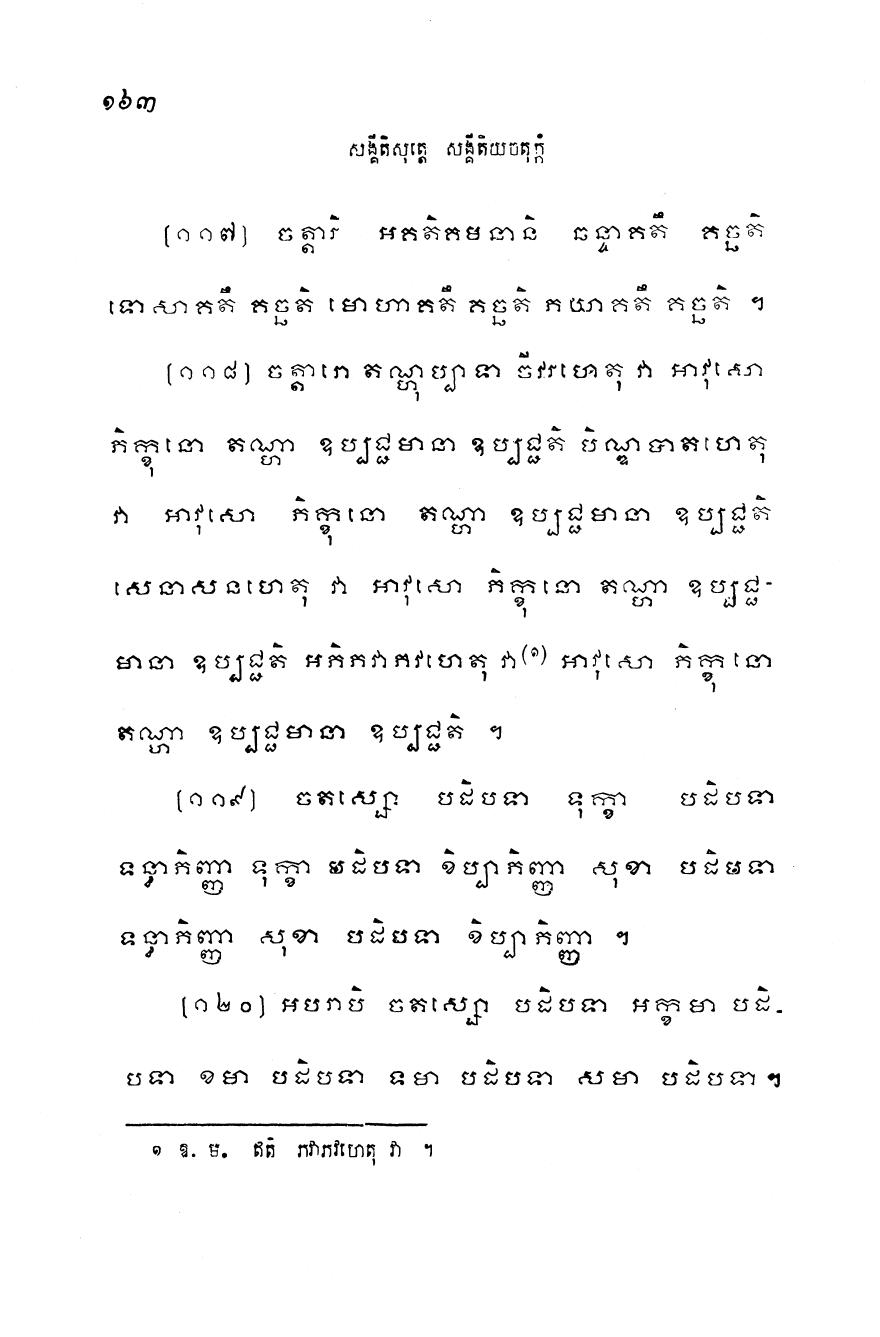 ១៦៣
សង្គីតិសុត្តេ សង្គីតិយចតុក្កំ
[១១៧] ចត្តារិ អគតិគមនានិ ឆន្ទាគតឹ គច្ឆតិ
ទោសាគតឹ គច្ឆតិ មោហាគតឹ គច្ឆតិ ភយាគតឹ គច្ឆតិ ។
[១១៨] ចត្តារោ តណ្ហុប្បាទា ចីវរហេតុ វា អាវុសោ
ភិក្ខុនោ តណ្ហា ឧប្បជ្ជមានា ឧប្បជ្ជតិ បិណ្ឌបាតហេតុ
វា អាវុសោ ភិក្ខុនោ តណ្ហា ឧប្បជ្ជមានា ឧប្បជ្ជតិ
សេនាសនហេតុ វា អាវុសោ ភិក្ខុនោ តណ្ហា ឧប្បជ្ជ-
មានា ឧប្បជ្ជតិ អភិភវាភវហេតុ វា(១) អាវុសោ ភិក្ខុនោ
តណ្ហា ឧប្បជ្ជមានា ឧប្បជ្ជតិ ។
[១១៩] ចតស្សោ បដិបទា ទុក្ខា បដិបទា
ទន្ធាភិញ្ញា ទុក្ខា បដិបទា ខិប្បាភិញ្ញា សុខា បដិបទា
ទន្ធាភិញ្ញា សុខា បដិបទា ខិប្បាភិញ្ញា ។
[១២០] អបរាបិ ចតស្សោ បដិបទា អក្ខមា បដិ-
បទា ខមា បដិបទា ទមា បដិបទា សមា បដិបទា ។
១ ឱ. ម. ឥតិ ភវាភវហេតុ វា ។